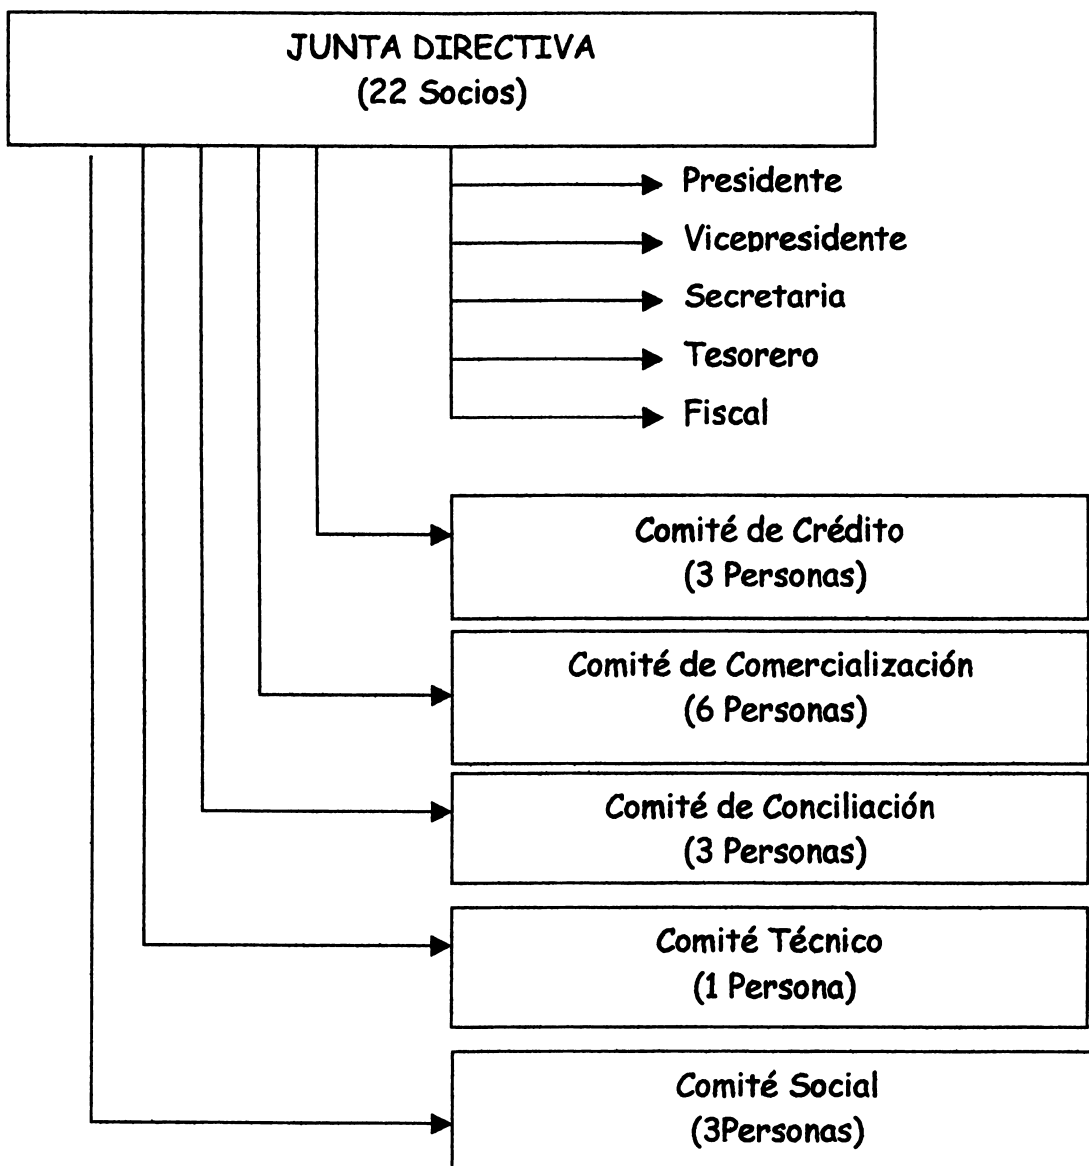 JUNTA DIRECTIVA
(22 Socios)
Presidente
Vicepresidente
Secretaria
Tesorero
Fiscal
Comité de Crédito
(3 Personas)
Comité de Comercialización
(6 Personas)
Comité de Conciliación
(3 Personas)
Comité Técnico
(1 Persona)
Comité Social
(3Personas)